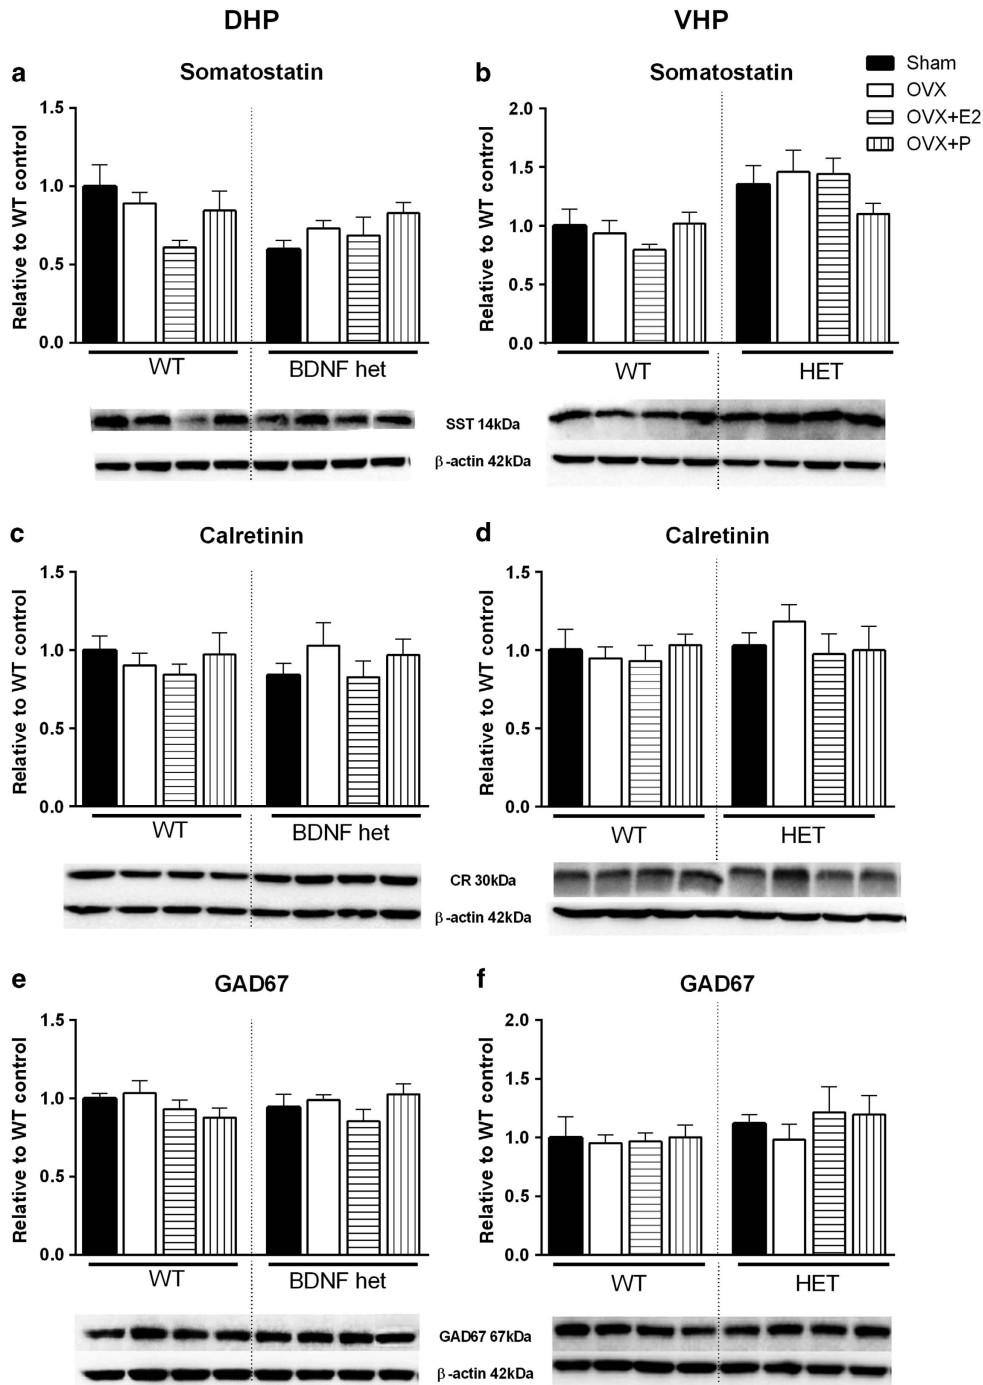 DHP
VHP
a
Somatostatin
b
Somatostatin
Sham
OVX
OVX+E2
OVX+P
Relative to WT control
1.5
1.0
0.5
0.0
WT
BDNF het
Relative to WT control
2.0
1.5
1.0
0.5
0.0
WT
HET
SST 14kDa
β-actin 42kDa
c
Calretinin
d
Calretinin
Relative to WT control
1.5
1.0
0.5
0.0
WT
BDNF het
Relative to WT control
1.5
1.0
0.5
0.0
WT
HET
CR 30kDa
β-actin 42kDa
e
GAD67
f
GAD67
Relative to WT control
1.5
1.0
0.5
0.0
WT
BDNF het
Relative to WT control
2.0
1.5
1.0
0.5
0.0
WT
HET
GAD67 67kDa
β-actin 42kDa